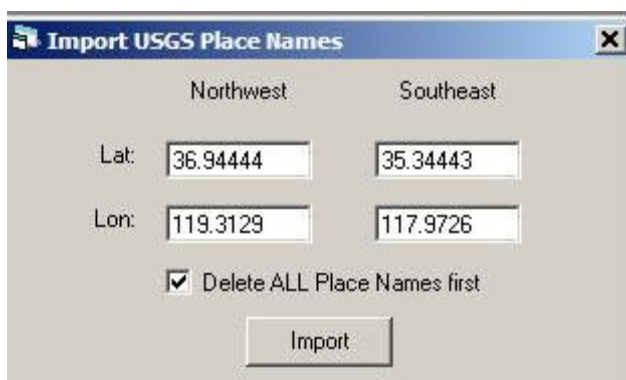 Import USGS Place Names
Northwest Southeast
Lat: 36.94444 35.34443
Lon: 119.3129 117.9726
Delete ALL Place Names first
Import